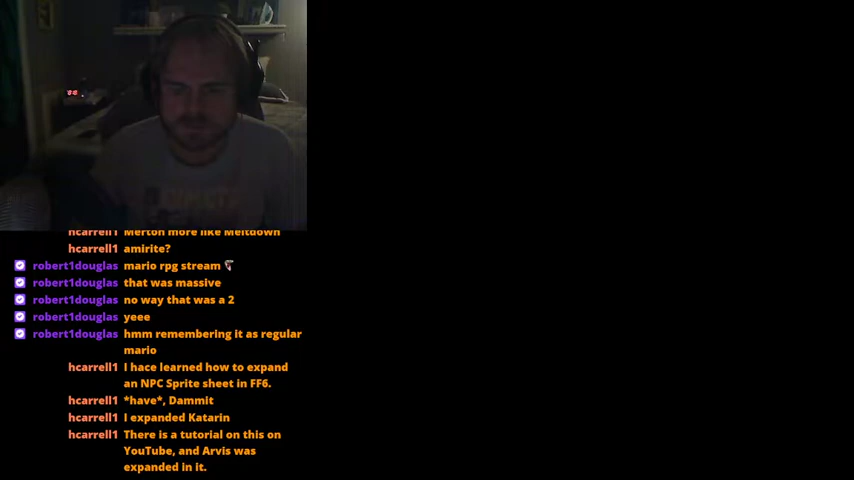 hcarrell1 Merton more like Meltdown
hcarrell1 amirite?
robert1douglas mario rpg stream
robert1douglas that was massive
robert1douglas no way that was a 2
robert1douglas yeee
robert1douglas hmm remembering it as regular
mario
hcarrell1 I hace learned how to expand
an NPC Sprite sheet in FF6.
hcarrell1 *have*, Dammit
hcarrell1 I expanded Katarin
hcarrell1 There is a tutorial on this on
YouTube, and Arvis was
expanded in it.